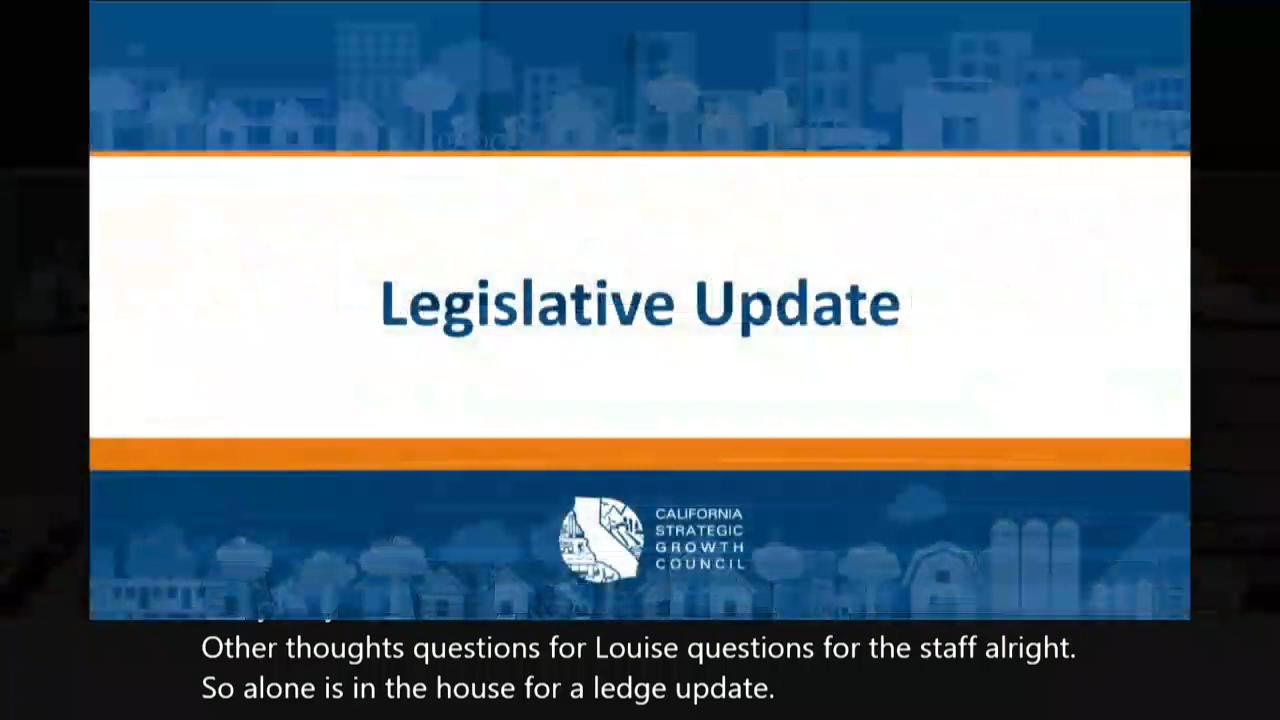 Legislative Update
CALIFORNIA
STRATEGIC
GROWTH
COUNCIL
Other thoughts questions for Louise questions for the staff alright.
So alone is in the house for a ledge update.